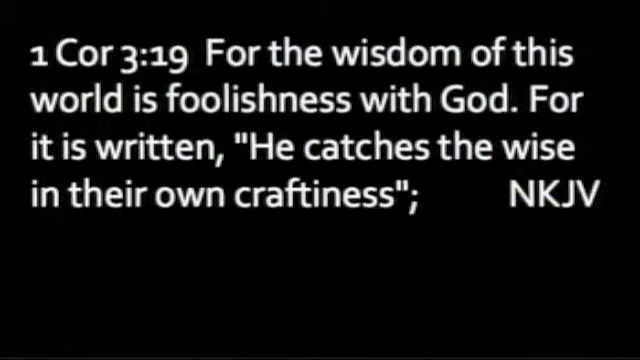 1 Cor 3:19 For the wisdom of this
world is foolishness with God. For
it is written, "He catches the wise
in their own craftiness"; NKJV